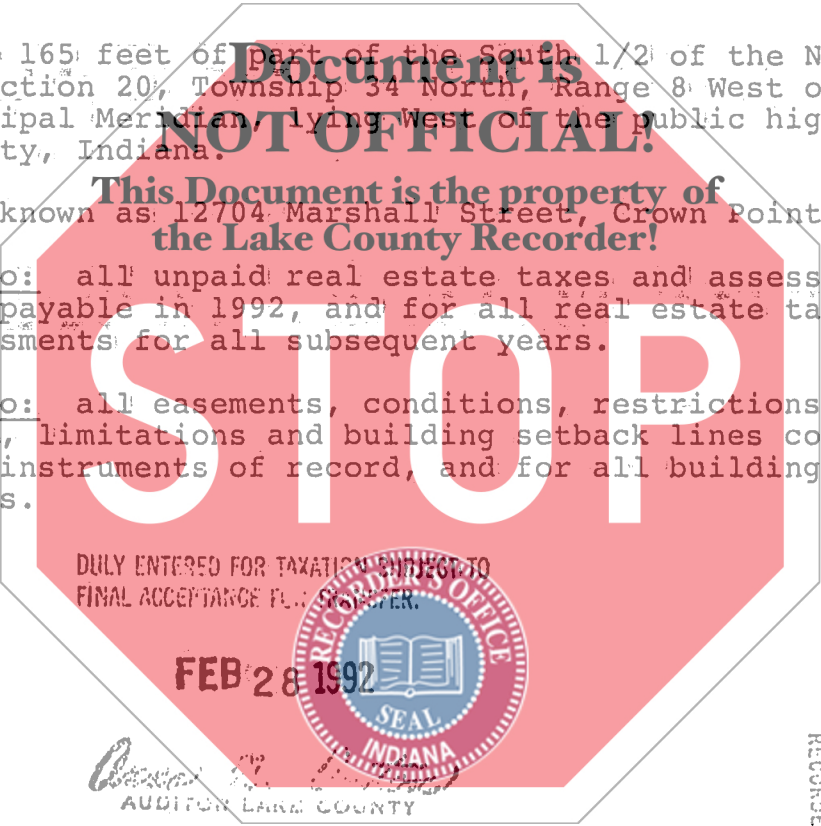 165 feet of part of the South 1/2 of the N
Document is
ction 20, Township 34 North, Range 8 West o
ipal Meridian, lying West of the public hig
NOT OFFICIAL!
ty, Indiana.
This Document is the property of
known as 12704 Marshall Street, Crown Point
the Lake County Recorder!
o: all unpaid real estate taxes and assess
payable in 1992, and for all real estate ta
sments for all subsequent years.
STOP
o: all easements, conditions, restrictions
, limitations and building setback lines co
instruments of record, and for all building
s.
DULY ENTERED FOR TAXATION SUBJECT TO
FINAL ACCEPTANCE FOR TRANSFER.
RECORDER'S OFFICE
FEB 28 1992
SEAL
INDIANA
AUDITOR LAKE COUNTY